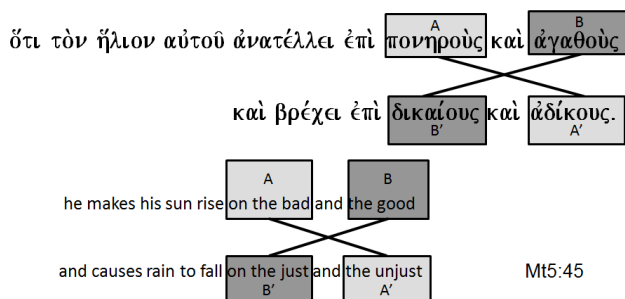 A B
ὅτι τὸν ἥλιον αὐτοῦ ἀνατέλλει ἐπὶ πονηροὺς καὶ ἀγαθοὺς
καὶ βρέχει ἐπὶ δικαίους καὶ ἀδίκους.
B’ A’
A B
he makes his sun rise on the bad and the good
and causes rain to fall on the just and the unjust Mt5:45
B’ A’